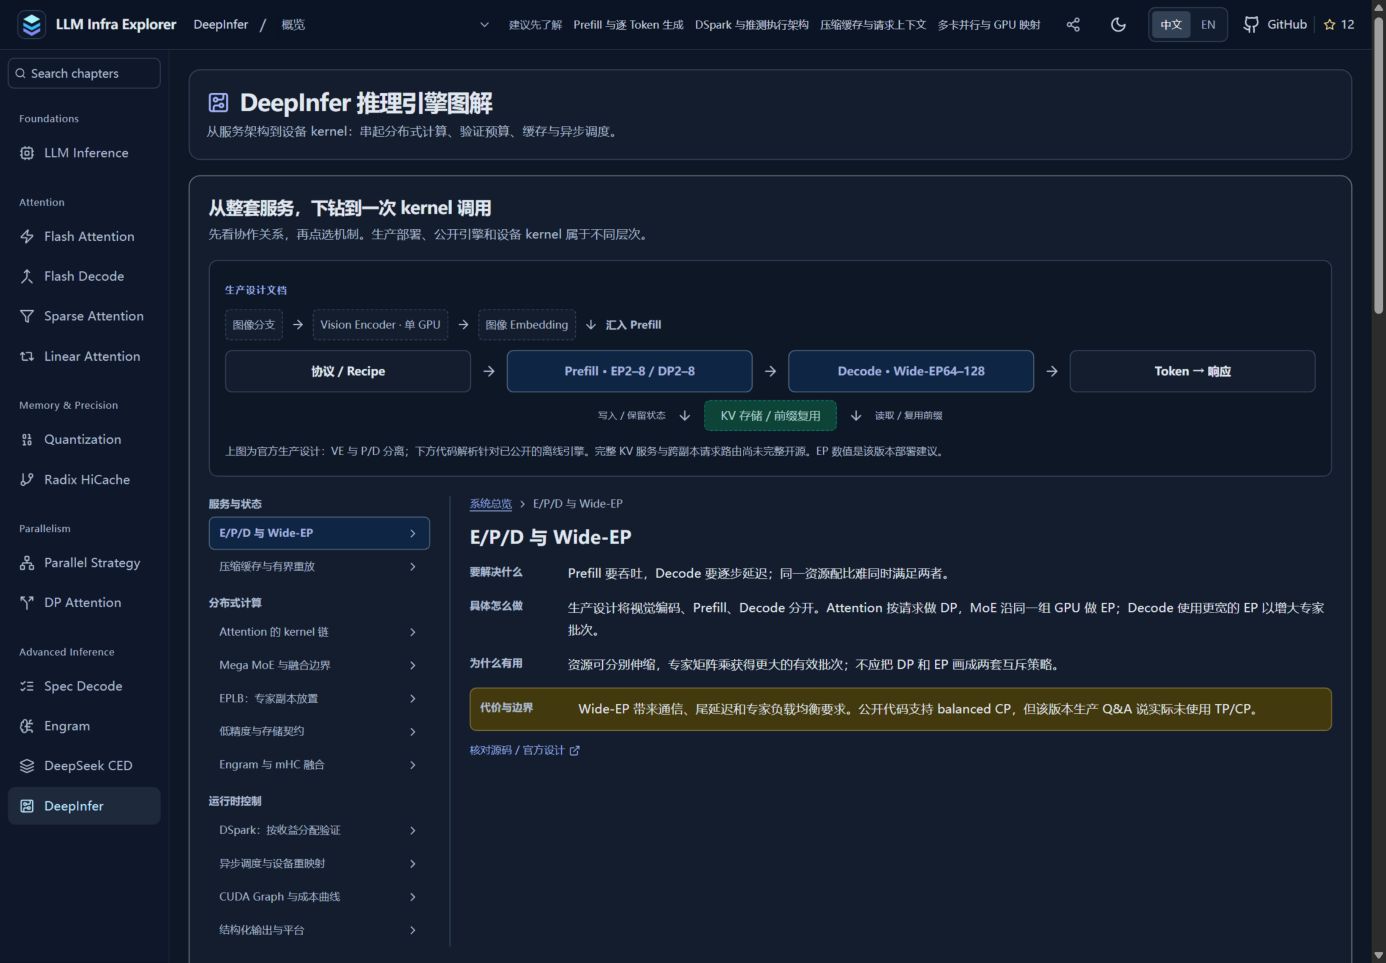 LLM Infra Explorer DeepInfer / 概览 建议先了解 Prefill 与逐 Token 生成 DSpark 与推测执行架构 压缩缓存与请求上下文 多卡并行与 GPU 映射 中文 EN GitHub 12
Search chapters
Foundations
LLM Inference
Attention
Flash Attention
Flash Decode
Sparse Attention
Linear Attention
Memory & Precision
Quantization
Radix HiCache
Parallelism
Parallel Strategy
DP Attention
Advanced Inference
Spec Decode
Engram
DeepSeek CED
DeepInfer
DeepInfer 推理引擎图解
从服务架构到设备 kernel：串起分布式计算、验证预算、缓存与异步调度。
从整套服务，下钻到一次 kernel 调用
先看协作关系，再点选机制。生产部署、公开引擎和设备 kernel 属于不同层次。
生产设计文档
图像分支 → Vision Encoder · 单 GPU → 图像 Embedding ↓ 汇入 Prefill
协议 / Recipe → Prefill • EP2–8 / DP2–8 → Decode • Wide-EP64–128 → Token → 响应
写入 / 保留状态 ↓ KV 存储 / 前缀复用 ↓ 读取 / 复用前缀
上图为官方生产设计：VE 与 P/D 分离；下方代码解析针对已公开的离线引擎。完整 KV 服务与跨副本请求路由尚未完整开源。EP 数值是该版本部署建议。
服务与状态
E/P/D 与 Wide-EP
压缩缓存与有界重放
分布式计算
Attention 的 kernel 链
Mega MoE 与融合边界
EPLB：专家副本放置
低精度与存储契约
Engram 与 mHC 融合
运行时控制
DSpark：按收益分配验证
异步调度与设备重映射
CUDA Graph 与成本曲线
结构化输出与平台
系统总览 > E/P/D 与 Wide-EP
E/P/D 与 Wide-EP
要解决什么 Prefill 要吞吐，Decode 要逐步延迟；同一资源配比难同时满足两者。
具体怎么做 生产设计将视觉编码、Prefill、Decode 分开。Attention 按请求做 DP，MoE 沿同一组 GPU 做 EP；Decode 使用更宽的 EP 以增大专家
批次。
为什么有用 资源可分别伸缩，专家矩阵乘获得更大的有效批次；不应把 DP 和 EP 画成两套互斥策略。
代价与边界 Wide-EP 带来通信、尾延迟和专家负载均衡要求。公开代码支持 balanced CP，但该版本生产 Q&A 说实际未使用 TP/CP。
核对源码 / 官方设计